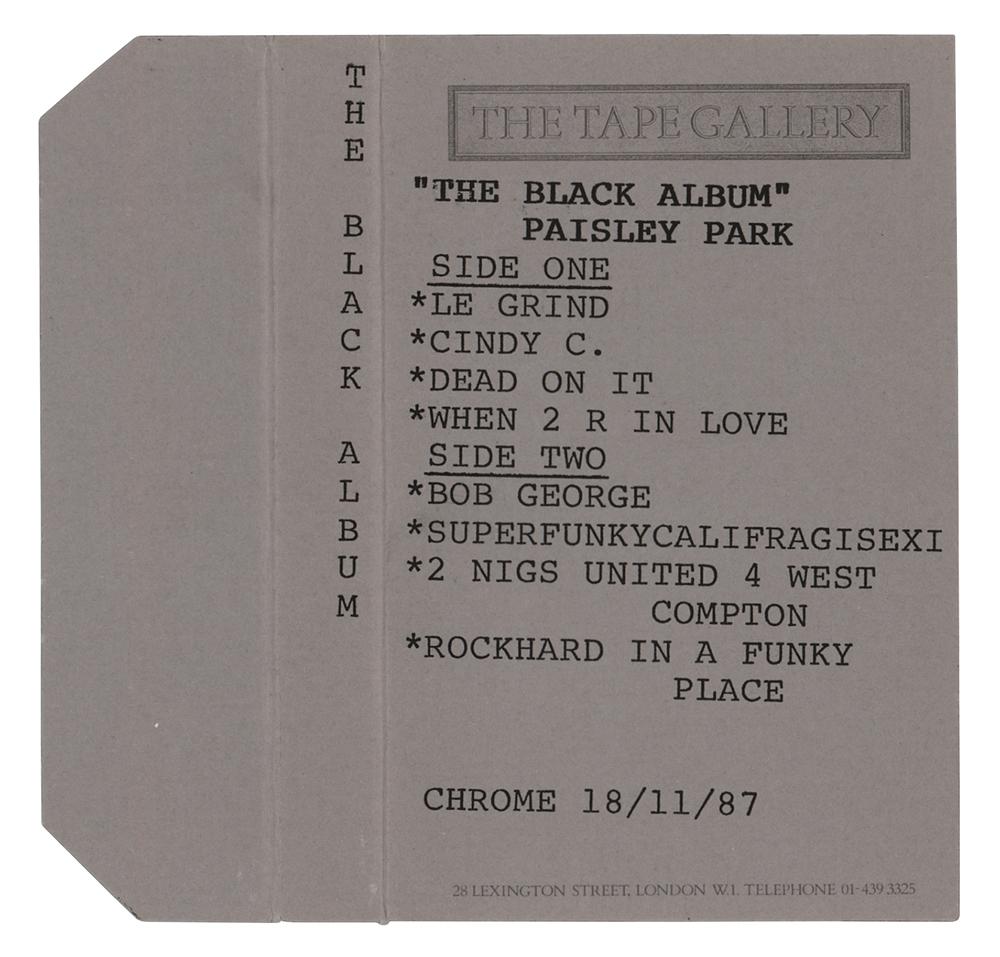 THE BLACK ALBUM
THE TAPE GALLERY
"THE BLACK ALBUM"
PAISLEY PARK
SIDE ONE
*LE GRIND
*CINDY C.
*DEAD ON IT
*WHEN 2 R IN LOVE
SIDE TWO
*BOB GEORGE
*SUPERFUNKYCALIFRAGISEXI
*2 NIGS UNITED 4 WEST
COMPTON
*ROCKHARD IN A FUNKY
PLACE
CHROME 18/11/87
28 LEXINGTON STREET, LONDON W.1. TELEPHONE 01-439 3325